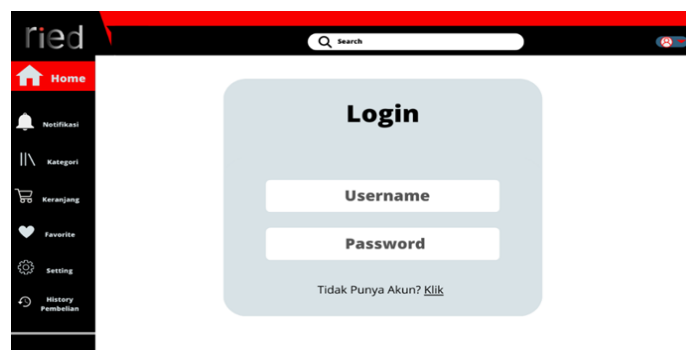 ried
Search
Home
Login
Notifikasi
Kategori
Username
Keranjang
Favorite
Password
Setting
Tidak Punya Akun? Klik
History
Pembelian